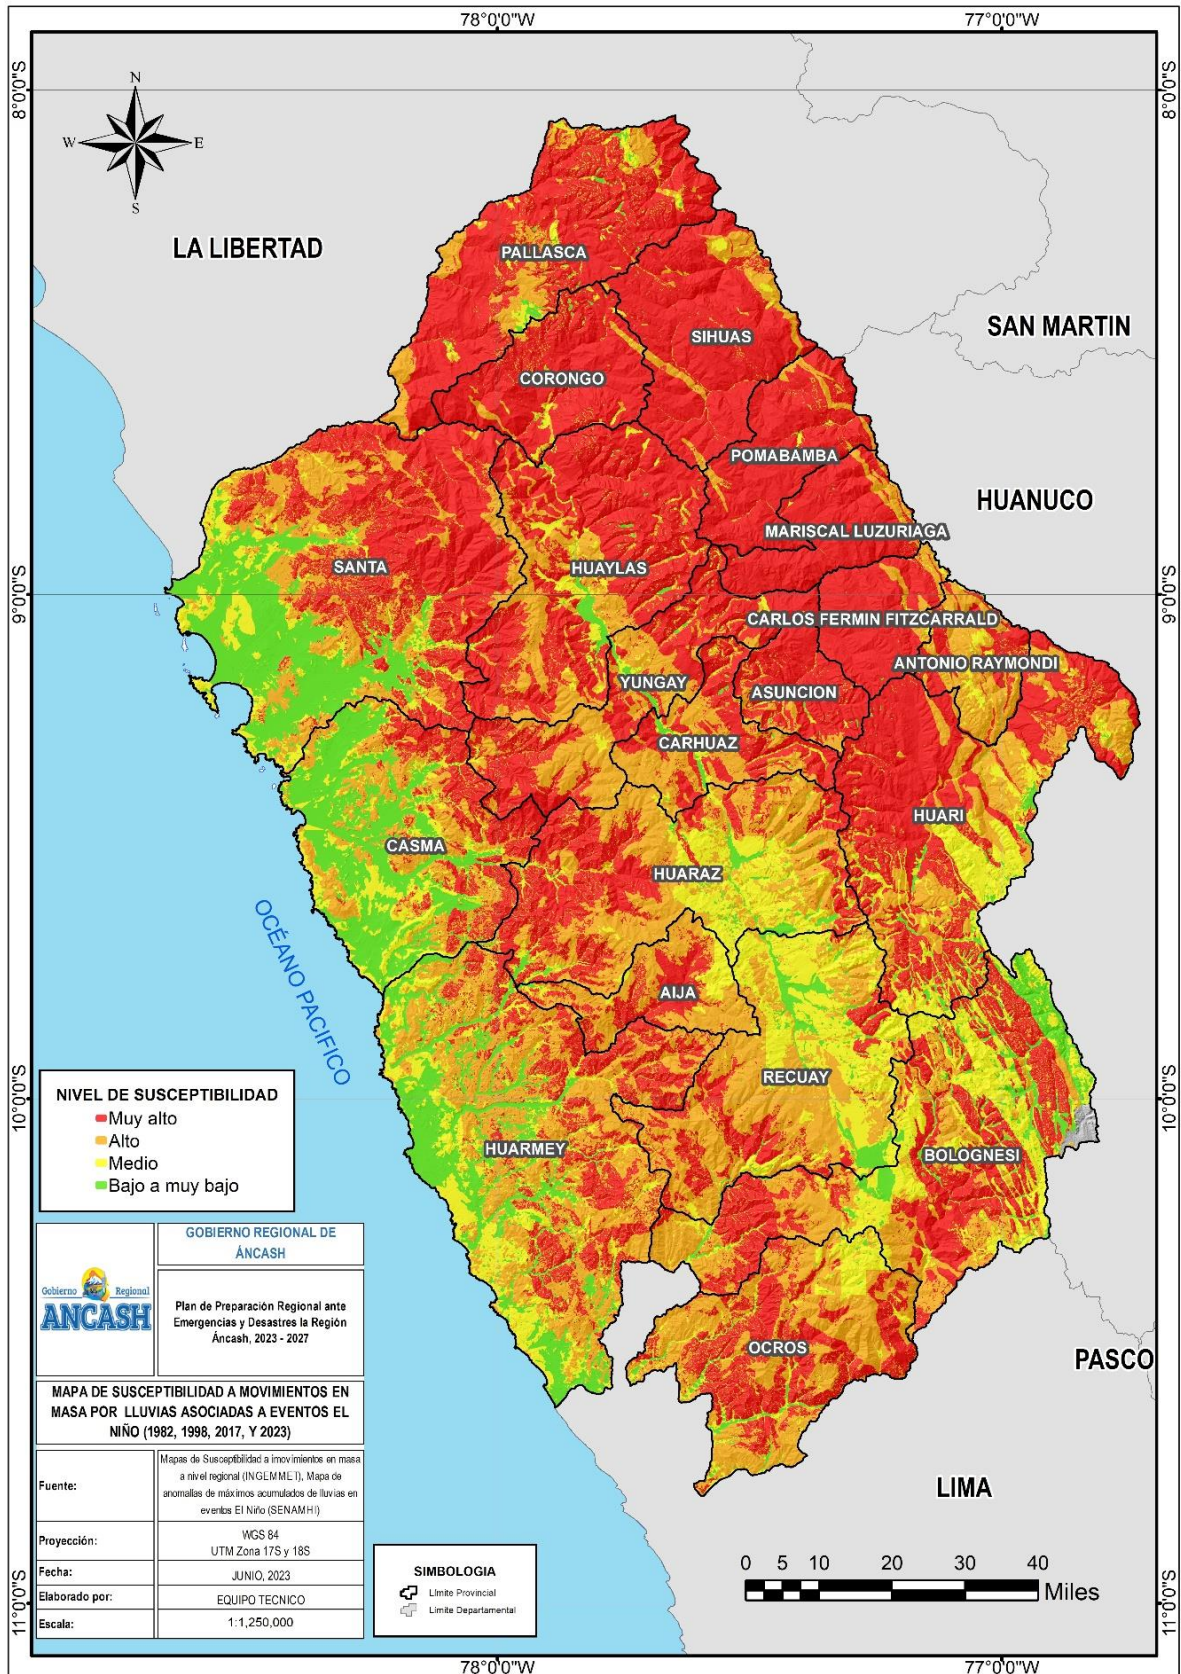 78°0'0"W
77°0'0"W
8°0'0"S
8°0'0"S
N
W
E
S
LA LIBERTAD
PALLASCA
SAN MARTIN
SIHUAS
CORONGO
POMABAMBA
HUANUCO
MARISCAL LUZURIAGA
SANTA
HUAYLAS
9°0'0"S
9°0'0"S
CARLOS FERMIN FITZCARRALD
ANTONIO RAYMONDI
YUNGAY
ASUNCION
CARHUAZ
HUARI
CASMA
HUARAZ
OCÉANO PACIFICO
AIJA
RECUAY
10°0'0"S
10°0'0"S
HUARMEY
BOLOGNESI
OCROS
PASCO
LIMA
NIVEL DE SUSCEPTIBILIDAD
Muy alto
Alto
Medio
Bajo a muy bajo
GOBIERNO REGIONAL DE
ÁNCASH
Gobierno Regional
ANCASH
Plan de Preparación Regional ante
Emergencias y Desastres la Región
Áncash, 2023 - 2027
MAPA DE SUSCEPTIBILIDAD A MOVIMIENTOS EN
MASA POR LLUVIAS ASOCIADAS A EVENTOS EL
NIÑO (1982, 1998, 2017, Y 2023)
Fuente:
Mapas de Susceptibilidad a imovimientos en masa
a nivel regional (INGEMMET), Mapa de
anomalías de máximos acumulados de lluvias en
eventos El Niño (SENAMHI)
Proyección:
WGS 84
UTM Zona 17S y 18S
Fecha:
JUNIO, 2023
Elaborado por:
EQUIPO TECNICO
Escala:
1:1,250,000
SIMBOLOGIA
Límite Provincial
Límite Departamental
0 5 10 20 30 40
Miles
11°0'0"S
11°0'0"S
78°0'0"W
77°0'0"W